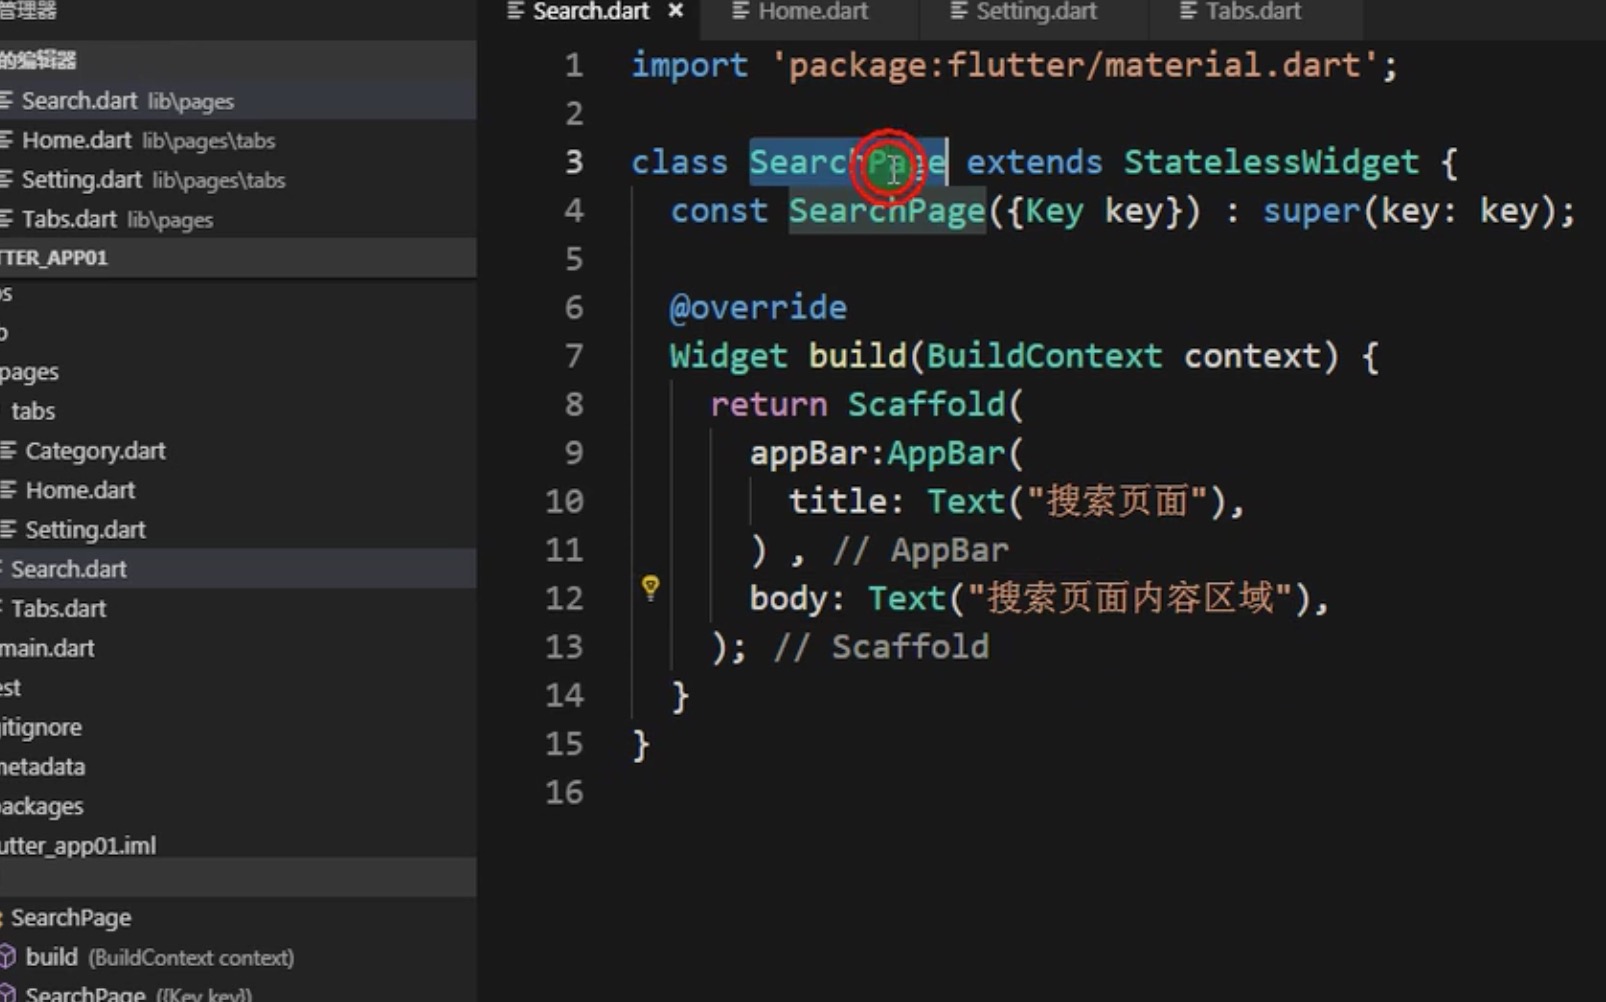 管理器
的编辑器
Search.dart lib\pages
Home.dart lib\pages\tabs
Setting.dart lib\pages\tabs
Tabs.dart lib\pages
TTER_APP01
pages
tabs
Category.dart
Home.dart
Setting.dart
Search.dart
Tabs.dart
main.dart
est
gitignore
metadata
packages
utter_app01.iml
SearchPage
build (BuildContext context)
SearchPage ({Key key})
Search.dart × Home.dart Setting.dart Tabs.dart
1 import 'package:flutter/material.dart';
2
3 class SearchPage extends StatelessWidget {
4 const SearchPage({Key key}) : super(key: key);
5
6 @override
7 Widget build(BuildContext context) {
8 return Scaffold(
9 appBar:AppBar(
10 title: Text("搜索页面"),
11 ) , // AppBar
12 body: Text("搜索页面内容区域"),
13 ); // Scaffold
14 }
15 }
16